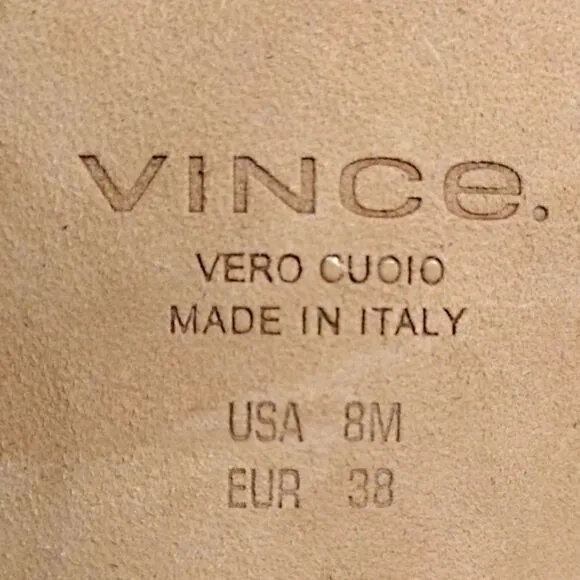 VINCe.
VERO CUOIO
MADE IN ITALY
USA 8M
EUR 38